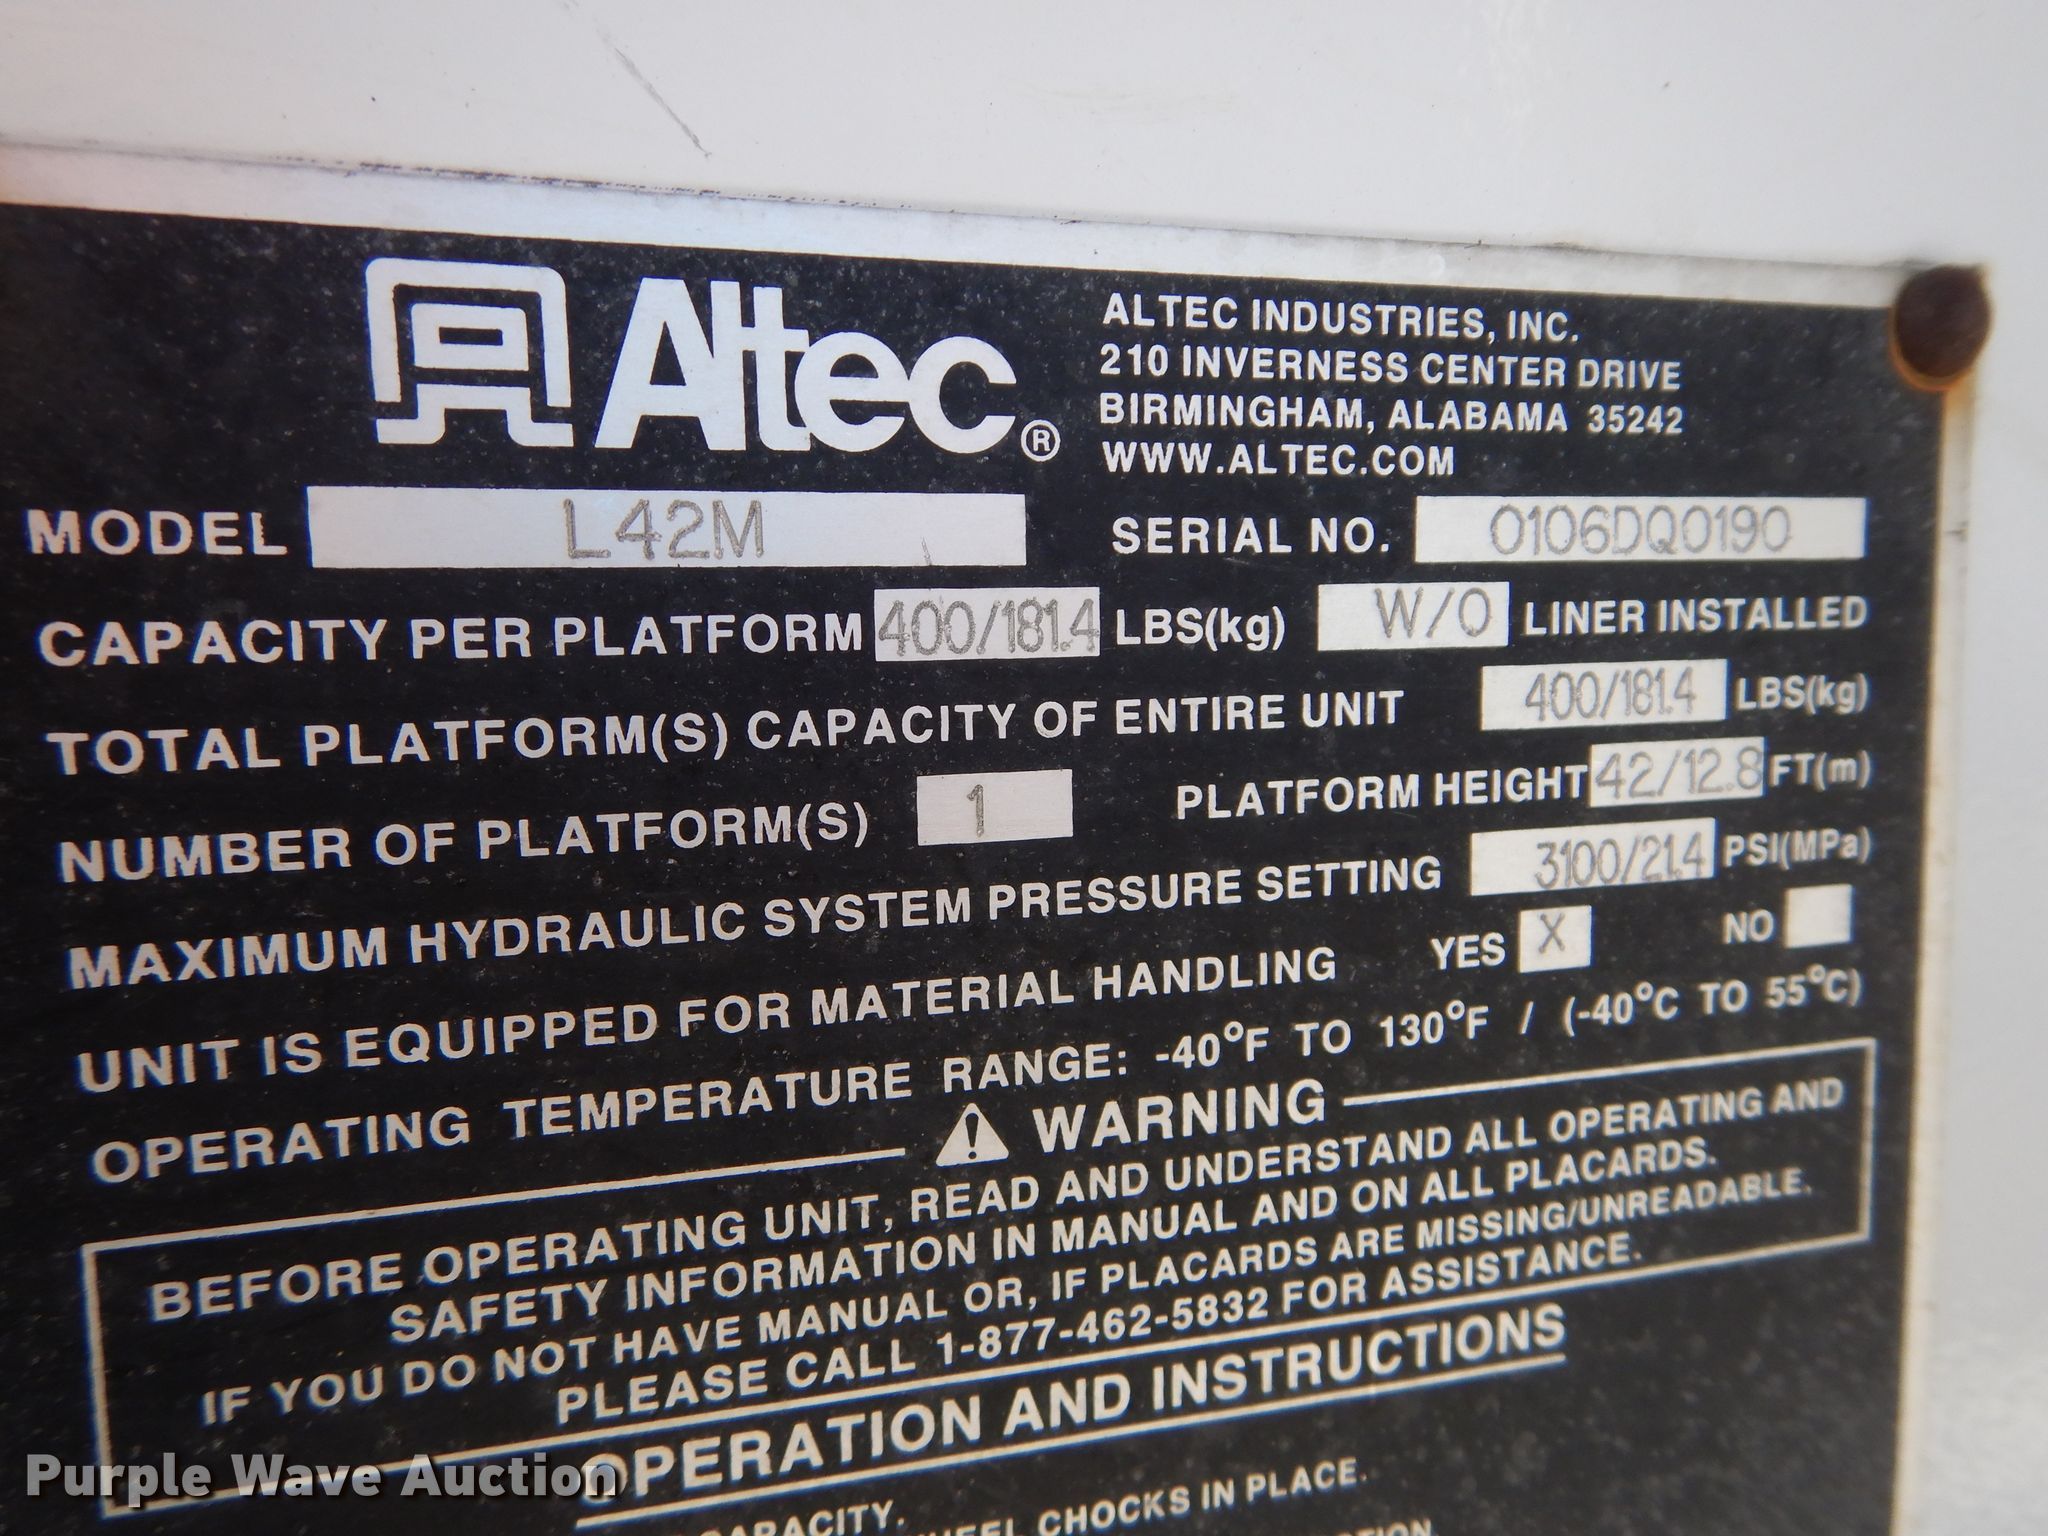 Altec®
ALTEC INDUSTRIES, INC.
210 INVERNESS CENTER DRIVE
BIRMINGHAM, ALABAMA 35242
WWW.ALTEC.COM
MODEL L42M SERIAL NO. 0106DQ0190
CAPACITY PER PLATFORM 400/181.4 LBS(kg) W/O LINER INSTALLED
TOTAL PLATFORM(S) CAPACITY OF ENTIRE UNIT 400/181.4 LBS(kg)
NUMBER OF PLATFORM(S) 1 PLATFORM HEIGHT 42/12.8 FT(m)
MAXIMUM HYDRAULIC SYSTEM PRESSURE SETTING 3100/21.4 PSI(MPa)
UNIT IS EQUIPPED FOR MATERIAL HANDLING YES X NO
OPERATING TEMPERATURE RANGE: -40°F TO 130°F / (-40°C TO 55°C)
WARNING
BEFORE OPERATING UNIT, READ AND UNDERSTAND ALL OPERATING AND
SAFETY INFORMATION IN MANUAL AND ON ALL PLACARDS.
IF YOU DO NOT HAVE MANUAL OR, IF PLACARDS ARE MISSING/UNREADABLE,
PLEASE CALL 1-877-462-5832 FOR ASSISTANCE.
OPERATION AND INSTRUCTIONS
CAPACITY.
WHEEL CHOCKS IN PLACE.
Purple Wave Auction